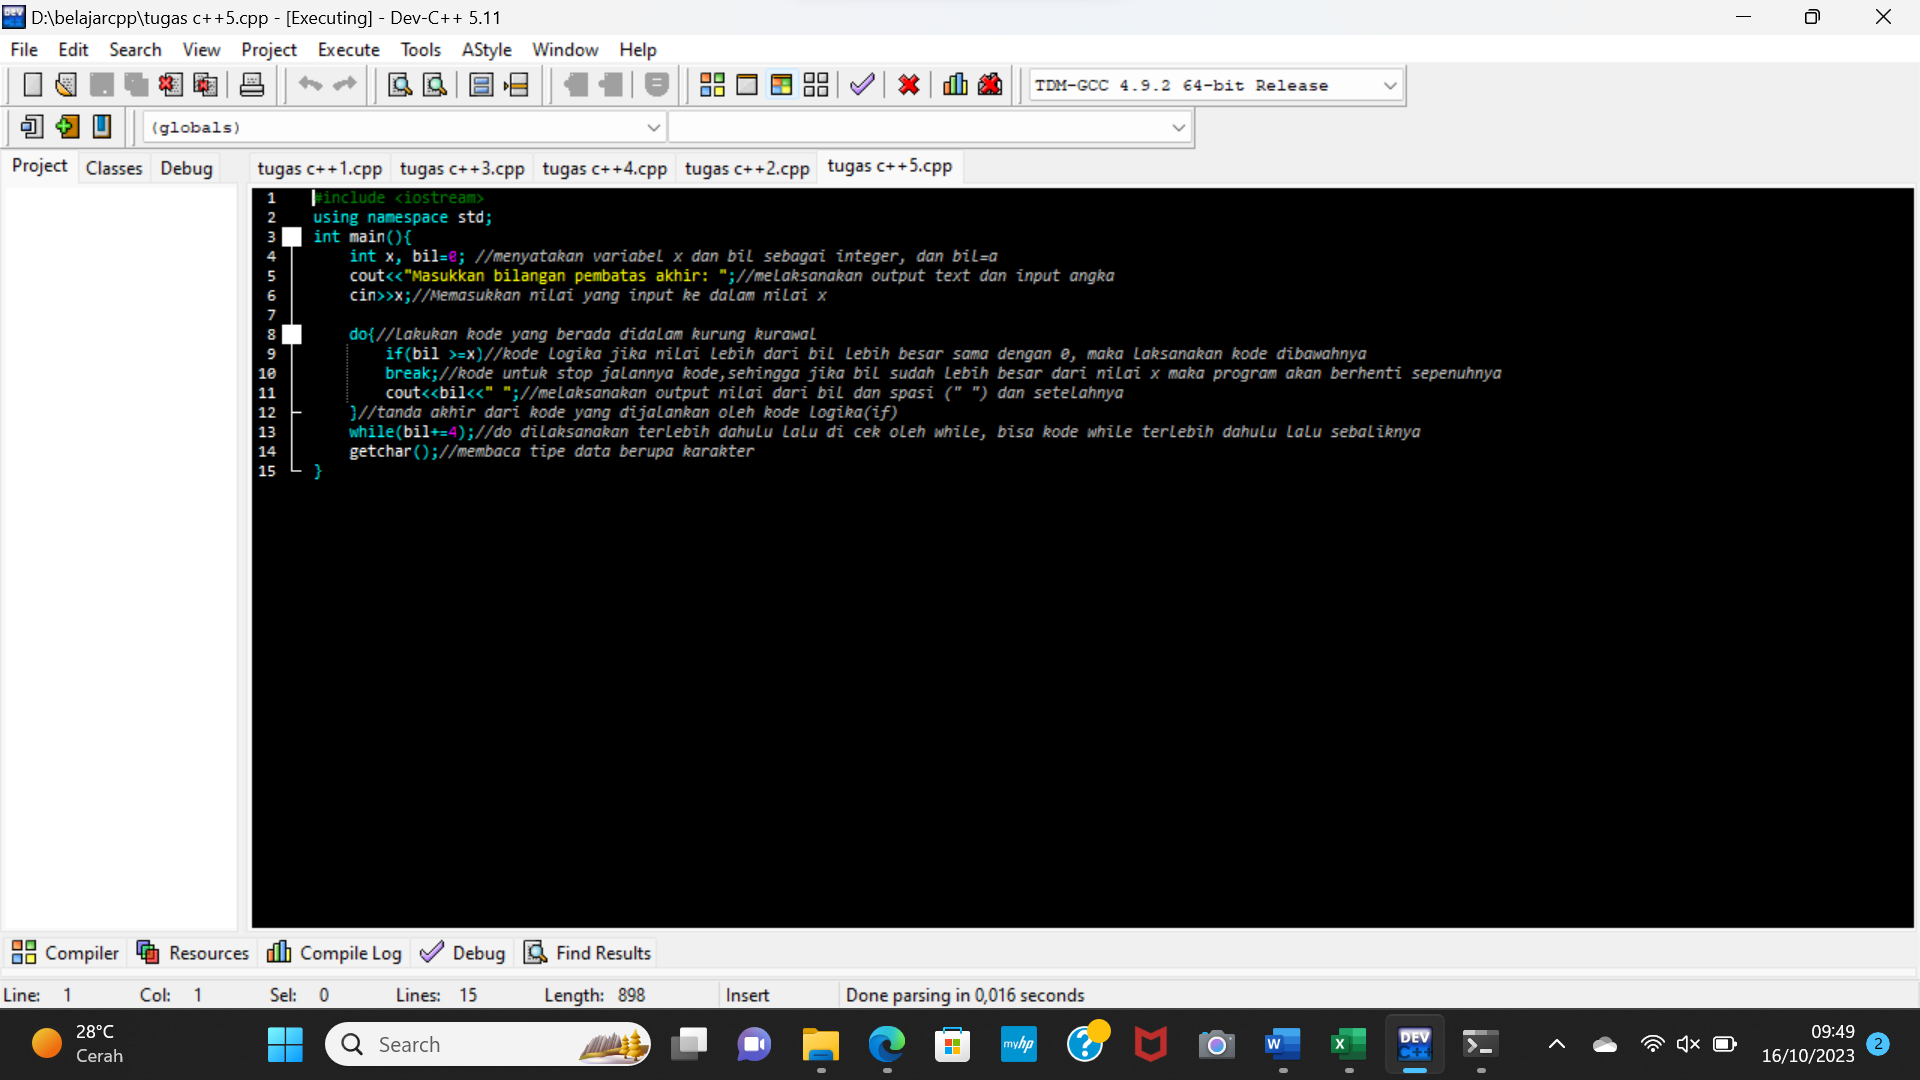 D:\belajarcpp\tugas c++5.cpp - [Executing] - Dev-C++ 5.11
File Edit Search View Project Execute Tools AStyle Window Help
TDM-GCC 4.9.2 64-bit Release
(globals)
Project Classes Debug
tugas c++1.cpp tugas c++3.cpp tugas c++4.cpp tugas c++2.cpp tugas c++5.cpp
1 #include <iostream>
2 using namespace std;
3 int main(){
4 int x, bil=0; //menyatakan variabel x dan bil sebagai integer, dan bil=a
5 cout<<"Masukkan bilangan pembatas akhir: ";//melaksanakan output text dan input angka
6 cin>>x;//Memasukkan nilai yang input ke dalam nilai x
7
8 do{//lakukan kode yang berada didalam kurung kurawal
9 if(bil >=x)//kode logika jika nilai lebih dari bil lebih besar sama dengan 0, maka laksanakan kode dibawahnya
10 break;//kode untuk stop jalannya kode,sehingga jika bil sudah lebih besar dari nilai x maka program akan berhenti sepenuhnya
11 cout<<bil<<" ";//melaksanakan output nilai dari bil dan spasi (" ") dan setelahnya
12 }//tanda akhir dari kode yang dijalankan oleh kode logika(if)
13 while(bil+=4);//do dilaksanakan terlebih dahulu lalu di cek oleh while, bisa kode while terlebih dahulu lalu sebaliknya
14 getchar();//membaca tipe data berupa karakter
15 }
Compiler Resources Compile Log Debug Find Results
Line: 1 Col: 1 Sel: 0 Lines: 15 Length: 898 Insert Done parsing in 0,016 seconds
28°C
Cerah
Search
myhp
W
X
DEV
C++
09:49
16/10/2023
2